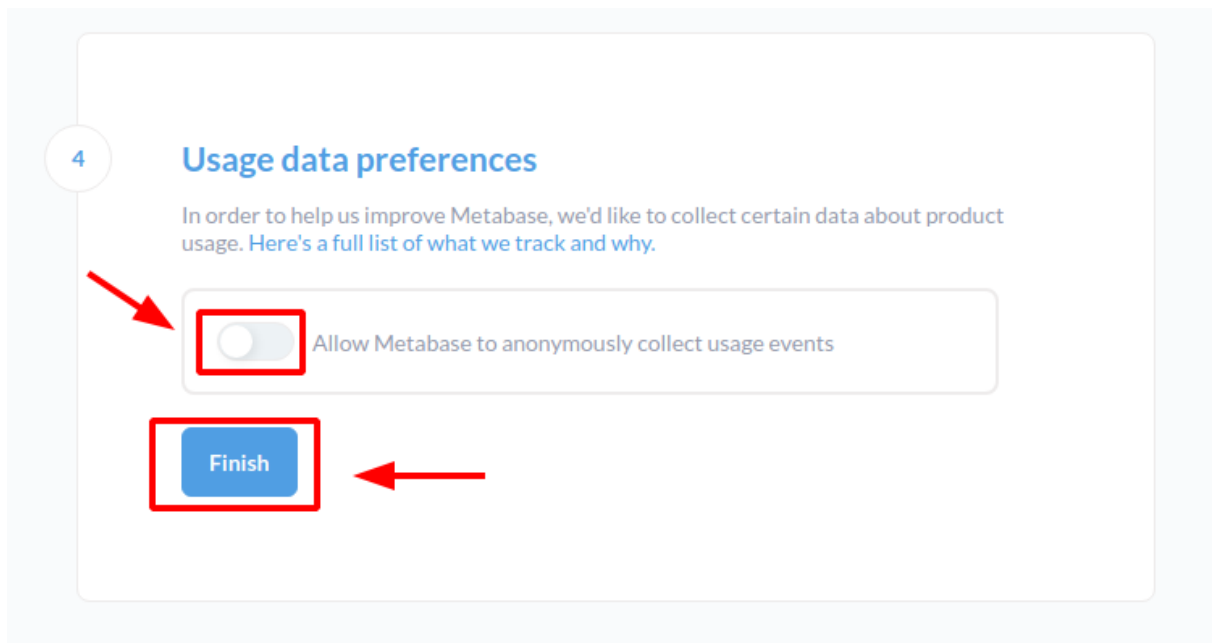 4
Usage data preferences
In order to help us improve Metabase, we'd like to collect certain data about product
usage. Here's a full list of what we track and why.
Allow Metabase to anonymously collect usage events
Finish